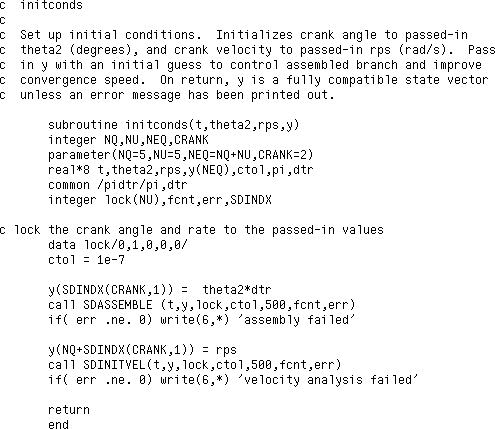 c  initconds
c
c  Set up initial conditions.  Initializes crank angle to passed-in
c  theta2 (degrees), and crank velocity to passed-in rps (rad/s).  Pass
c  in y with an initial guess to control assembled branch and improve
c  convergence speed.  On return, y is a fully compatible state vector
c  unless an error message has been printed out.

       subroutine initconds(t,theta2,rps,y)
       integer NQ,NU,NEQ,CRANK
       parameter(NQ=5,NU=5,NEQ=NQ+NU,CRANK=2)
       real*8 t,theta2,rps,y(NEQ),ctol,pi,dtr
       common /pidtr/pi,dtr
       integer lock(NU),fcnt,err,SDINDX

c lock the crank angle and rate to the passed-in values
       data lock/0,1,0,0,0/
       ctol = 1e-7

       y(SDINDX(CRANK,1)) =  theta2*dtr
       call SDASSEMBLE (t,y,lock,ctol,500,fcnt,err)
       if( err .ne. 0) write(6,*) 'assembly failed'

       y(NQ+SDINDX(CRANK,1)) = rps
       call SDINITVEL(t,y,lock,ctol,500,fcnt,err)
       if( err .ne. 0) write(6,*) 'velocity analysis failed'

       return
       end